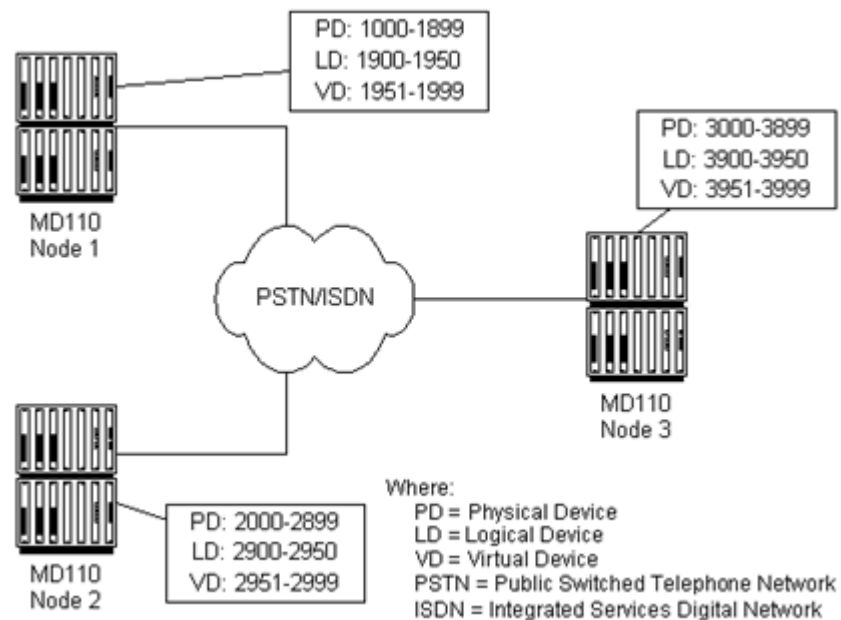 PD: 1000-1899
LD: 1900-1950
VD: 1951-1999
MD110
Node 1
PD: 3000-3899
LD: 3900-3950
VD: 3951-3999
MD110
Node 3
PSTN/ISDN
MD110
Node 2
PD: 2000-2899
LD: 2900-2950
VD: 2951-2999
Where:
PD = Physical Device
LD = Logical Device
VD = Virtual Device
PSTN = Public Switched Telephone Network
ISDN = Integrated Services Digital Network